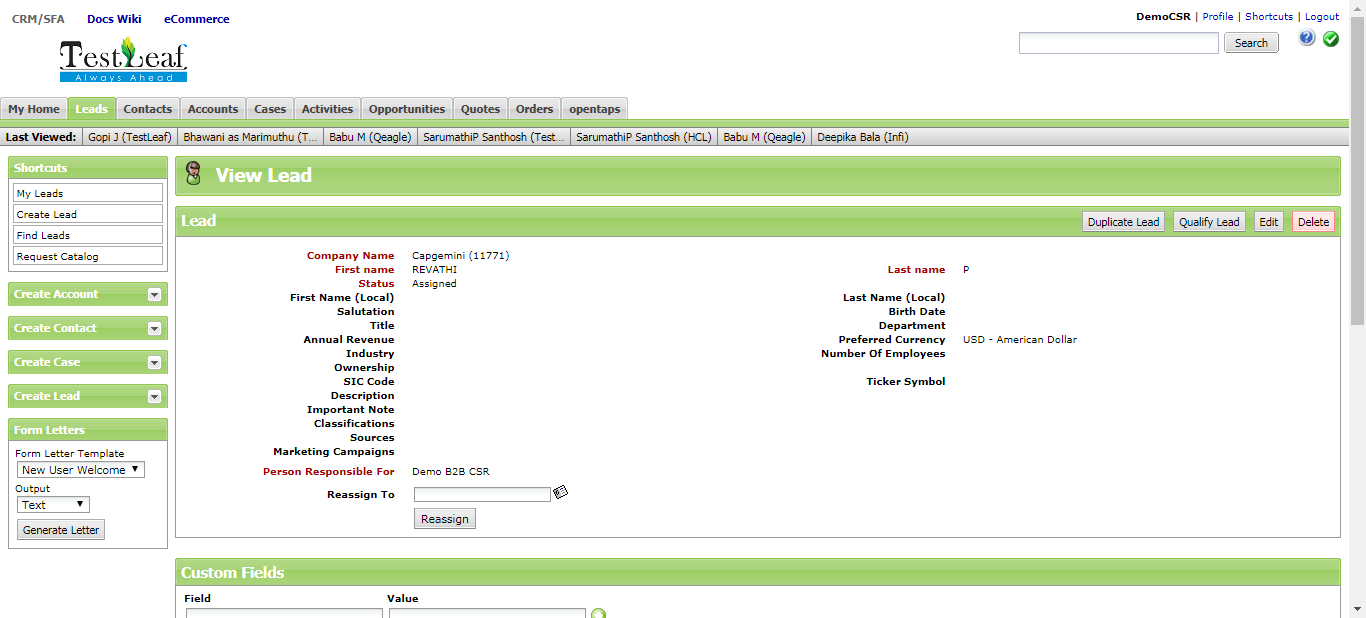 CRM/SFA Docs Wiki eCommerce
DemoCSR | Profile | Shortcuts | Logout
TestLeaf
Always Ahead
Search
My Home Leads Contacts Accounts Cases Activities Opportunities Quotes Orders opentaps
Last Viewed: Gopi J (TestLeaf) Bhawani as Marimuthu (T... Babu M (Qeagle) SarumathiP Santhosh (Test... SarumathiP Santhosh (HCL) Babu M (Qeagle) Deepika Bala (Infi)
Shortcuts
My Leads
Create Lead
Find Leads
Request Catalog
Create Account
Create Contact
Create Case
Create Lead
Form Letters
Form Letter Template
New User Welcome
Output
Text
Generate Letter
View Lead
Lead
Duplicate Lead Qualify Lead Edit Delete
Company Name Capgemini (11771)
First name REVATHI Last name P
Status Assigned
First Name (Local) Last Name (Local)
Salutation Birth Date
Title Department
Annual Revenue Preferred Currency USD - American Dollar
Industry Number Of Employees
Ownership
SIC Code Ticker Symbol
Description
Important Note
Classifications
Sources
Marketing Campaigns
Person Responsible For Demo B2B CSR
Reassign To
Reassign
Custom Fields
Field Value